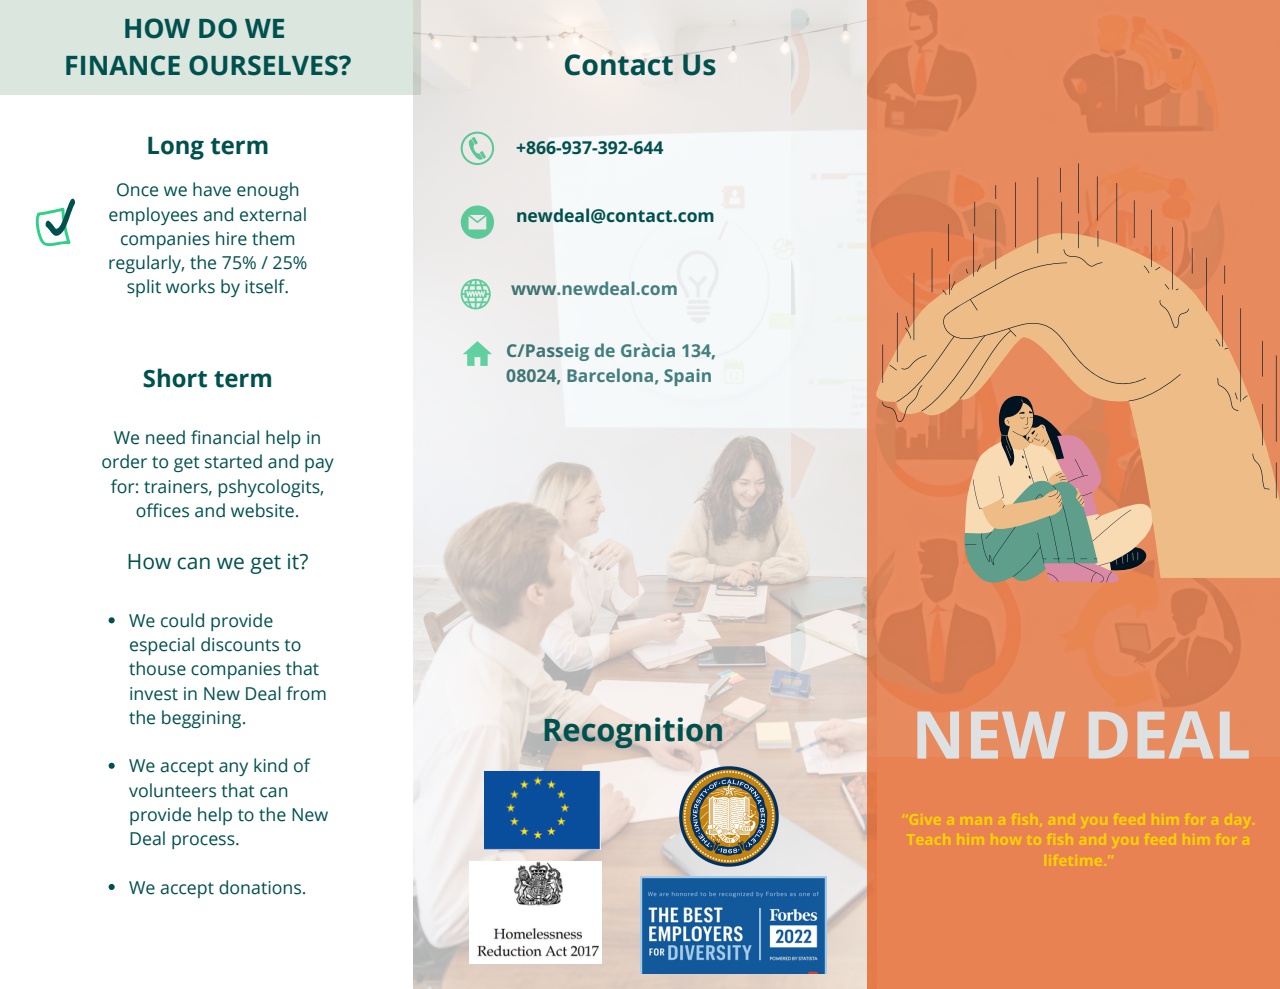 HOW DO WE
FINANCE OURSELVES?
Long term
Once we have enough
employees and external
companies hire them
regularly, the 75% / 25%
split works by itself.
Short term
We need financial help in
order to get started and pay
for: trainers, pshycologits,
offices and website.
How can we get it?
• We could provide
especial discounts to
thouse companies that
invest in New Deal from
the beggining.
• We accept any kind of
volunteers that can
provide help to the New
Deal process.
• We accept donations.
Contact Us
+866-937-392-644
newdeal@contact.com
www
www.newdeal.com
C/Passeig de Gràcia 134,
08024, Barcelona, Spain
Recognition
THE·UNIVERSITY·OF·CALIFORNIA·BERKELEY
·1868·
Homelessness
Reduction Act 2017
We are honored to be recognized by Forbes as one of
THE BEST
EMPLOYERS
FOR DIVERSITY
Forbes
2022
POWERED BY STATISTA
NEW DEAL
“Give a man a fish, and you feed him for a day.
Teach him how to fish and you feed him for a
lifetime.”